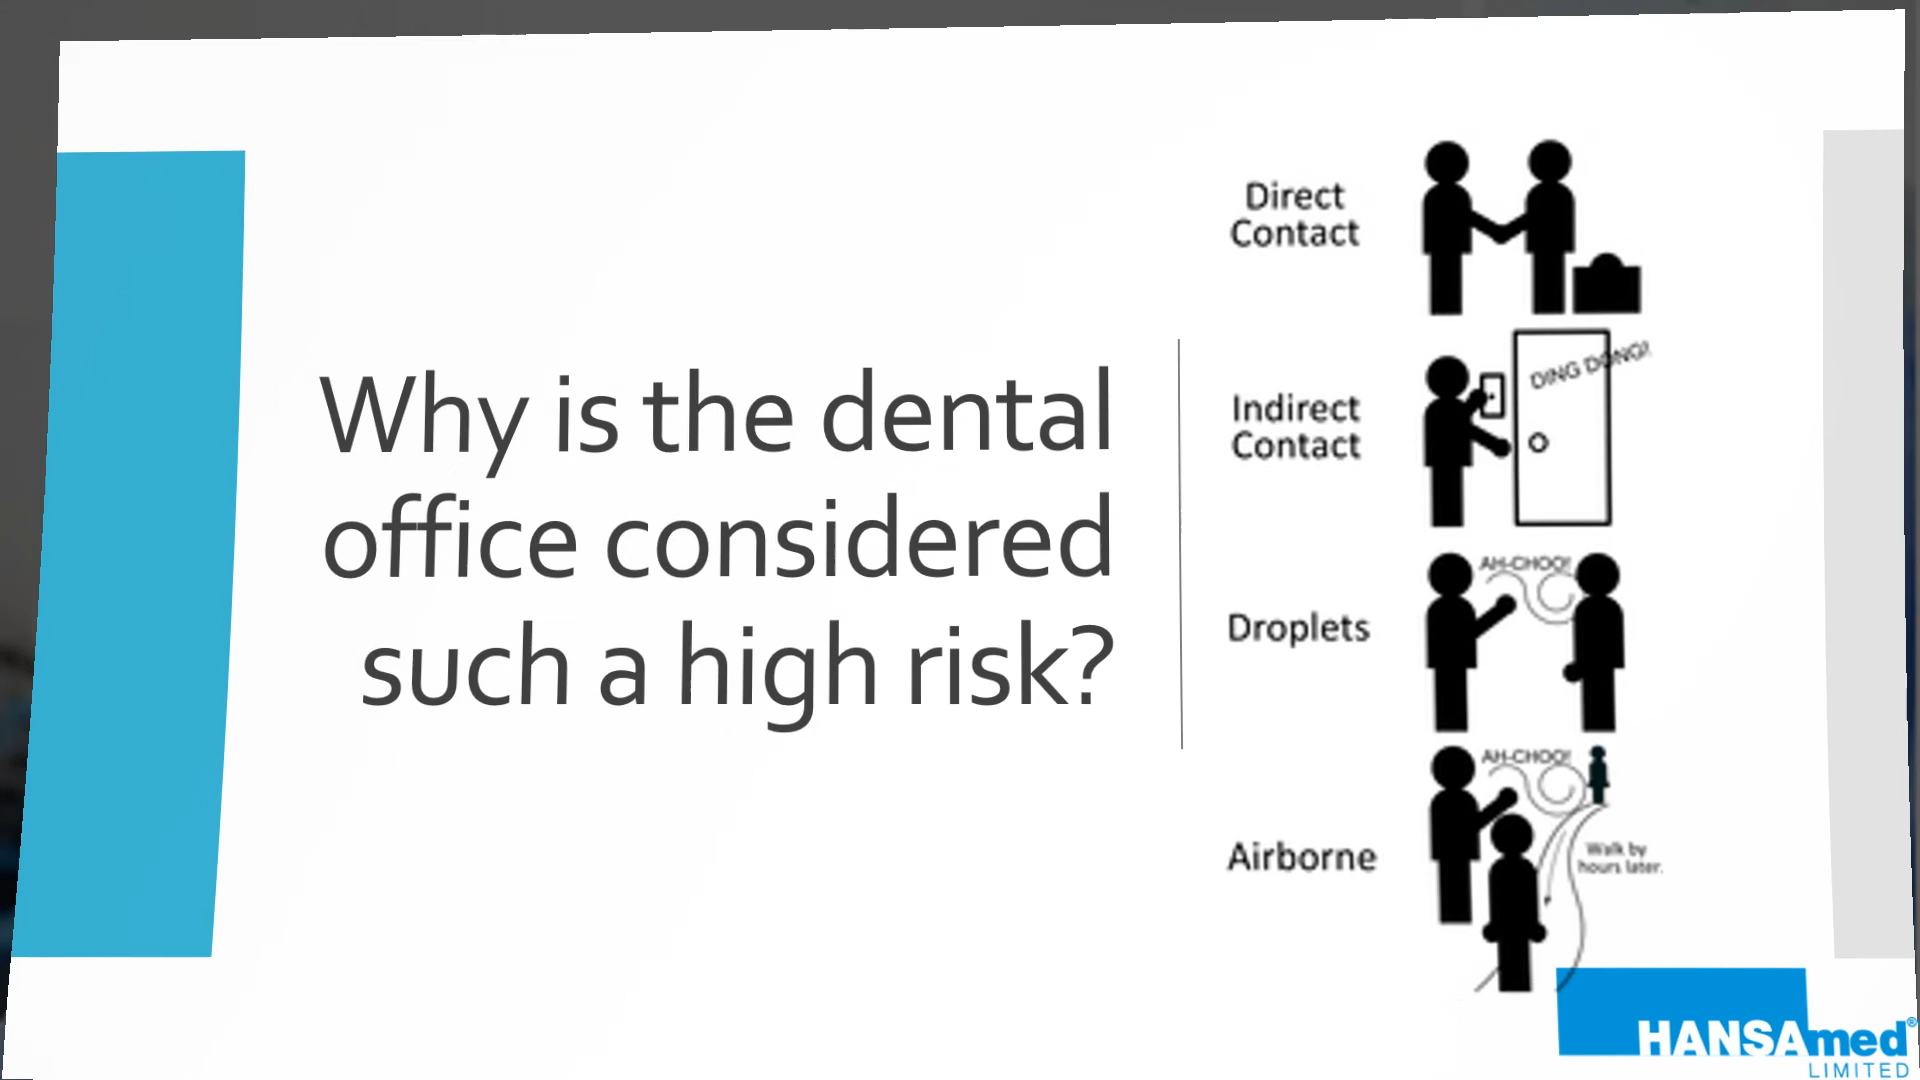 Why is the dental
office considered
such a high risk?
Direct
Contact
DING DONG!
Indirect
Contact
AH-CHOO!
Droplets
AH-CHOO!
Airborne
Walk by
hours later.
HANSAmed®
LIMITED